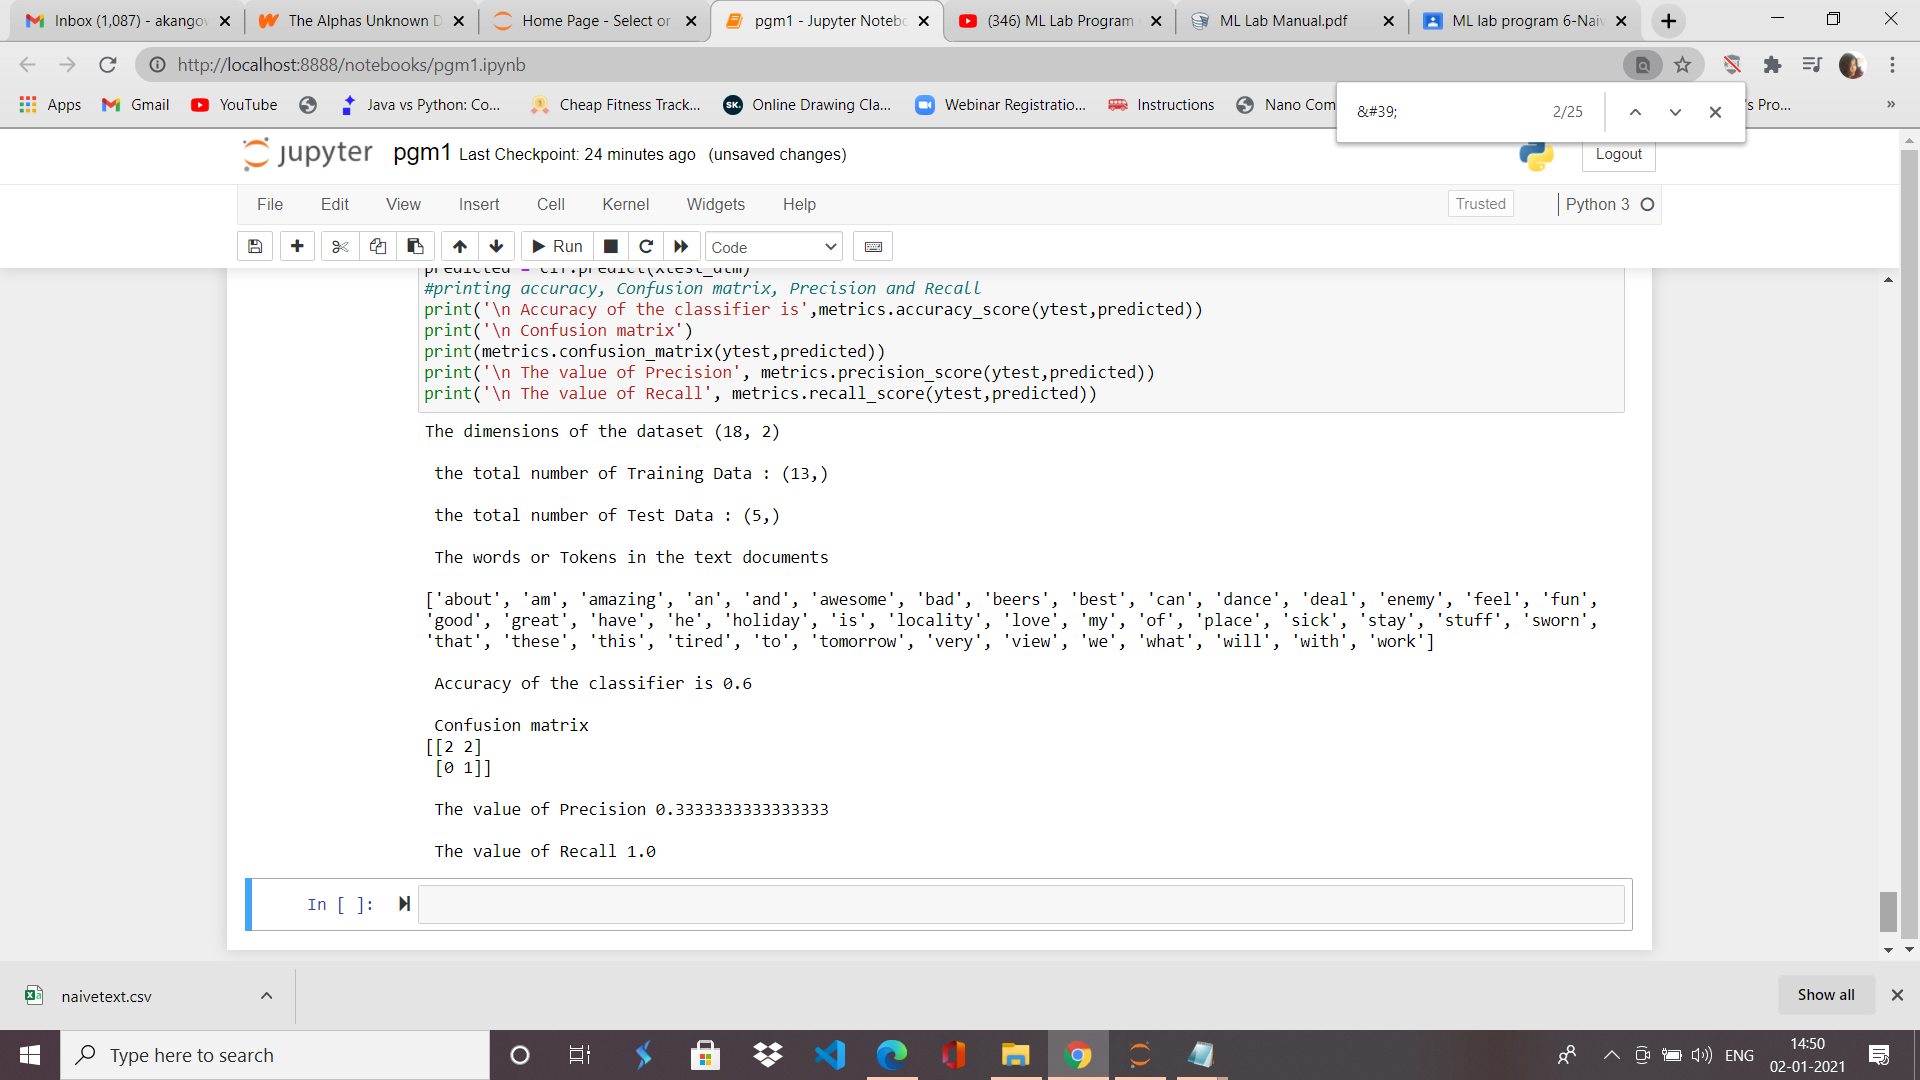 Inbox (1,087) - akango
The Alphas Unknown D
Home Page - Select or
pgm1 - Jupyter Notebo
(346) ML Lab Program
ML Lab Manual.pdf
ML lab program 6-Naiv
http://localhost:8888/notebooks/pgm1.ipynb
Apps
Gmail
YouTube
Java vs Python: Co...
Cheap Fitness Track...
SK.
Online Drawing Cla...
Webinar Registratio...
Instructions
Nano Com
's Pro...
»
&#39;
2/25
jupyter pgm1 Last Checkpoint: 24 minutes ago (unsaved changes)
Logout
File Edit View Insert Cell Kernel Widgets Help
Trusted
Python 3
Run
Code
predicted = clf.predict(xtest_dtm)
#printing accuracy, Confusion matrix, Precision and Recall
print('\n Accuracy of the classifier is',metrics.accuracy_score(ytest,predicted))
print('\n Confusion matrix')
print(metrics.confusion_matrix(ytest,predicted))
print('\n The value of Precision', metrics.precision_score(ytest,predicted))
print('\n The value of Recall', metrics.recall_score(ytest,predicted))
The dimensions of the dataset (18, 2)
the total number of Training Data : (13,)
the total number of Test Data : (5,)
The words or Tokens in the text documents
['about', 'am', 'amazing', 'an', 'and', 'awesome', 'bad', 'beers', 'best', 'can', 'dance', 'deal', 'enemy', 'feel', 'fun',
'good', 'great', 'have', 'he', 'holiday', 'is', 'locality', 'love', 'my', 'of', 'place', 'sick', 'stay', 'stuff', 'sworn',
'that', 'these', 'this', 'tired', 'to', 'tomorrow', 'very', 'view', 'we', 'what', 'will', 'with', 'work']
Accuracy of the classifier is 0.6
Confusion matrix
[[2 2]
[0 1]]
The value of Precision 0.3333333333333333
The value of Recall 1.0
In [ ]:
naivetext.csv
Show all
Type here to search
ENG
14:50
02-01-2021